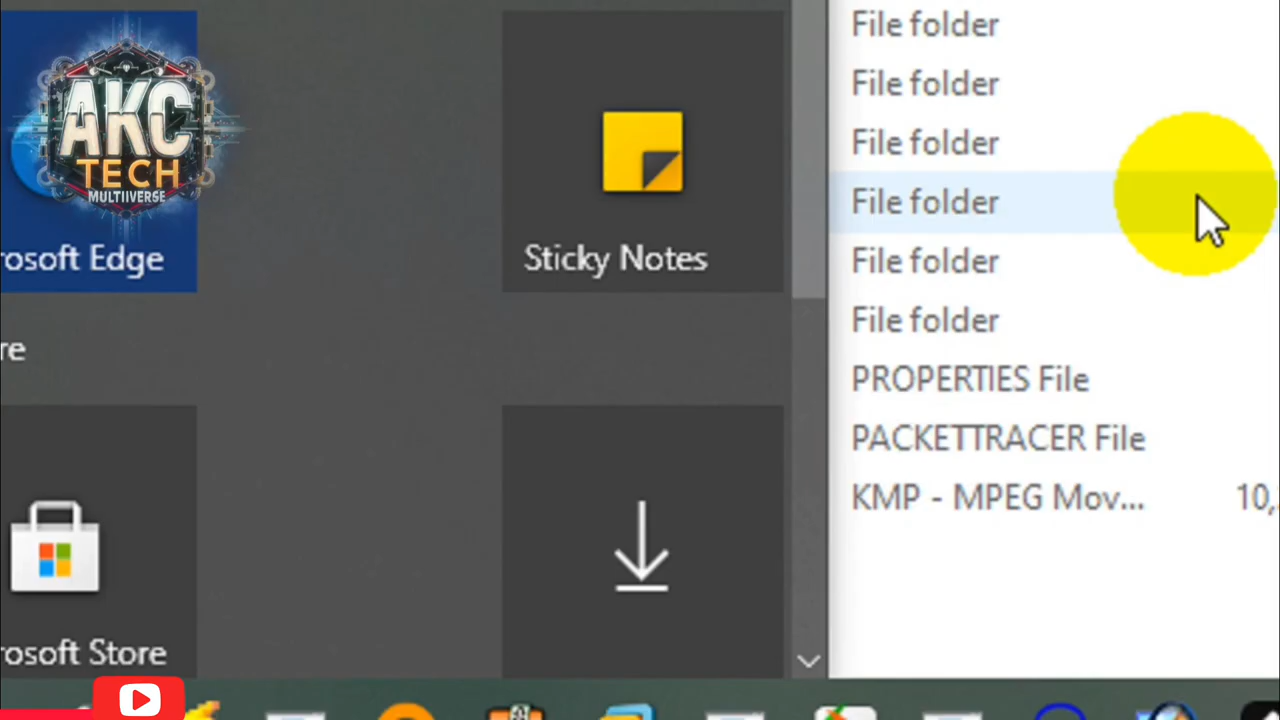 AKC
TECH
MULTIIVERSE
rosoft Edge
Sticky Notes
re
rosoft Store
File folder
File folder
File folder
File folder
File folder
File folder
PROPERTIES File
PACKETTRACER File
KMP - MPEG Mov...
10,